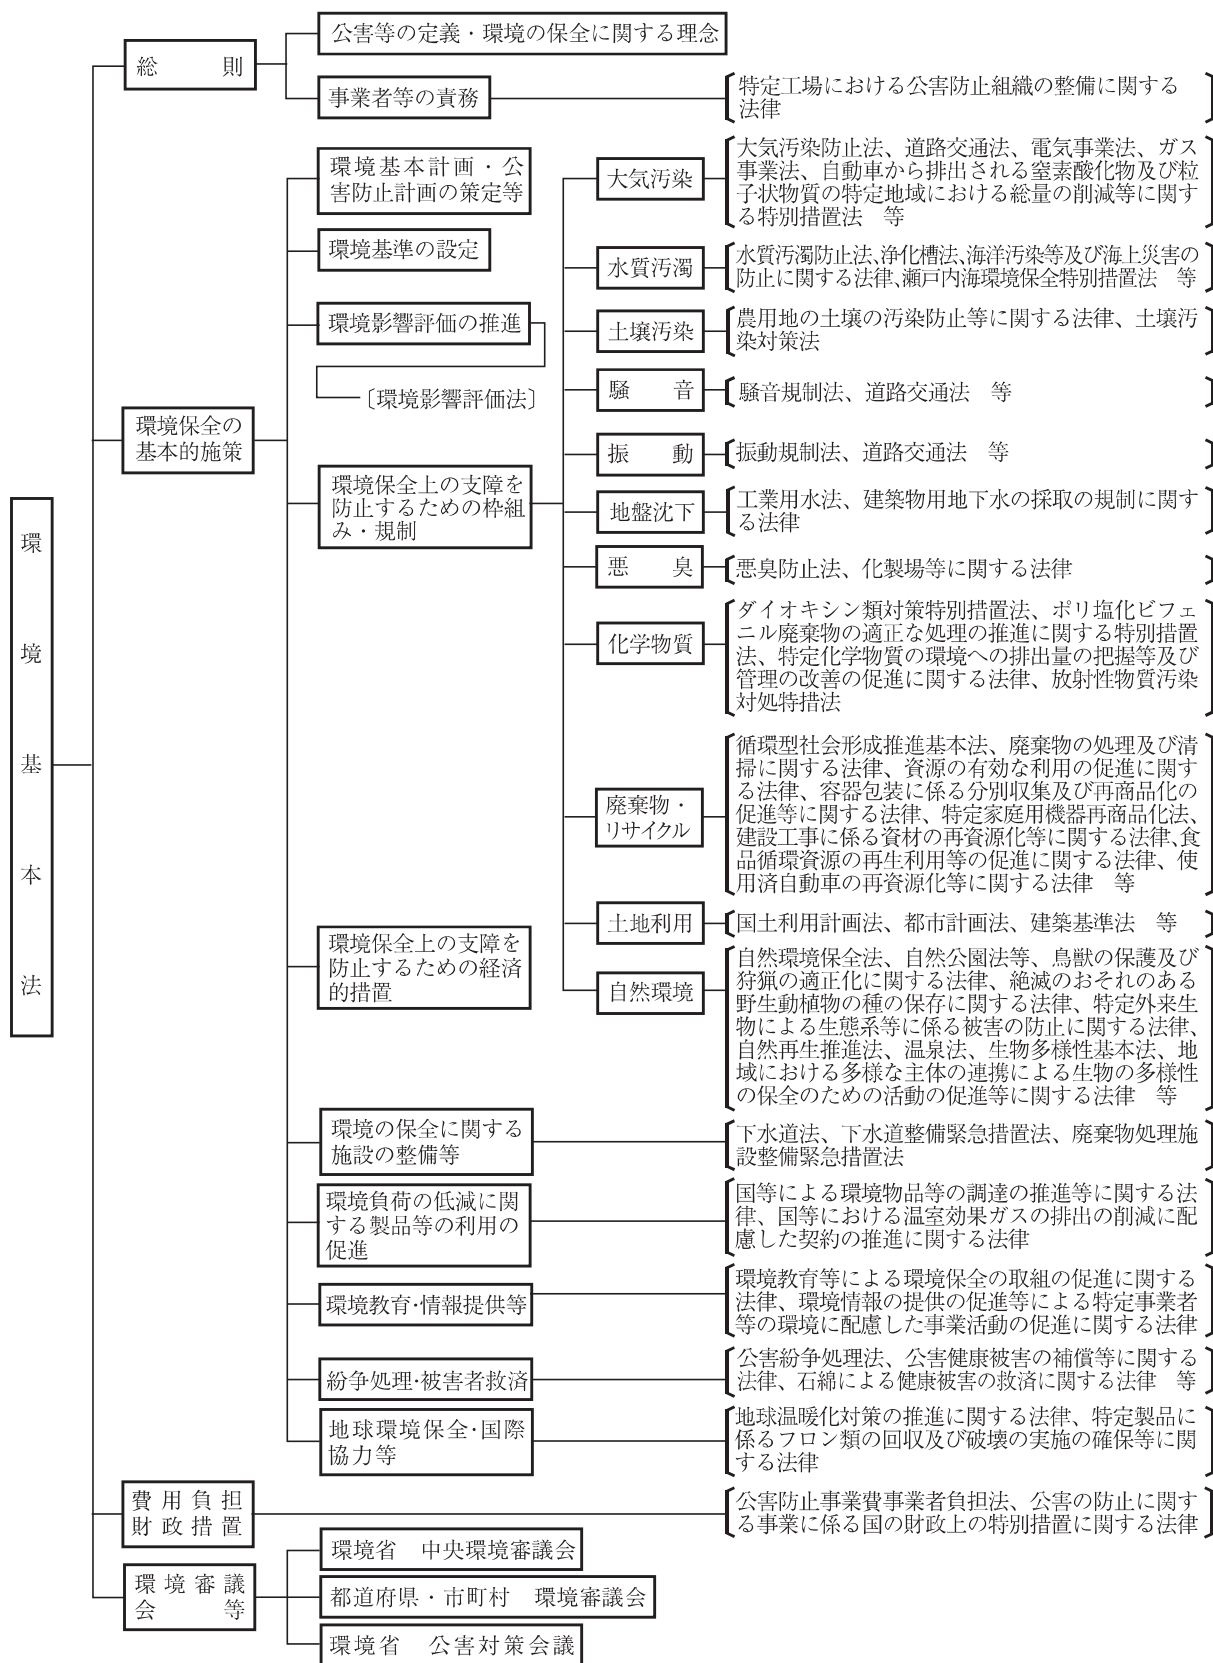 環境基本法
総　則
公害等の定義・環境の保全に関する理念
事業者等の責務
特定工場における公害防止組織の整備に関する
法律
環境保全の
基本的施策
環境基本計画・公
害防止計画の策定等
環境基準の設定
環境影響評価の推進
〔環境影響評価法〕
環境保全上の支障を
防止するための枠組
み・規制
大気汚染
大気汚染防止法、道路交通法、電気事業法、ガス
事業法、自動車から排出される窒素酸化物及び粒
子状物質の特定地域における総量の削減等に関す
る特別措置法　等
水質汚濁
水質汚濁防止法、浄化槽法、海洋汚染等及び海上災害の
防止に関する法律、瀬戸内海環境保全特別措置法　等
土壌汚染
農用地の土壌の汚染防止等に関する法律、土壌汚
染対策法
騒　音
騒音規制法、道路交通法　等
振　動
振動規制法、道路交通法　等
地盤沈下
工業用水法、建築物用地下水の採取の規制に関す
る法律
悪　臭
悪臭防止法、化製場等に関する法律
化学物質
ダイオキシン類対策特別措置法、ポリ塩化ビフェ
ニル廃棄物の適正な処理の推進に関する特別措置
法、特定化学物質の環境への排出量の把握等及び
管理の改善の促進に関する法律、放射性物質汚染
対処特措法
廃棄物・
リサイクル
循環型社会形成推進基本法、廃棄物の処理及び清
掃に関する法律、資源の有効な利用の促進に関す
る法律、容器包装に係る分別収集及び再商品化の
促進等に関する法律、特定家庭用機器再商品化法、
建設工事に係る資材の再資源化等に関する法律、食
品循環資源の再生利用等の促進に関する法律、使
用済自動車の再資源化等に関する法律　等
土地利用
国土利用計画法、都市計画法、建築基準法　等
自然環境
自然環境保全法、自然公園法等、鳥獣の保護及び
狩猟の適正化に関する法律、絶滅のおそれのある
野生動植物の種の保存に関する法律、特定外来生
物による生態系等に係る被害の防止に関する法律、
自然再生推進法、温泉法、生物多様性基本法、地
域における多様な主体の連携による生物の多様性
の保全のための活動の促進等に関する法律　等
環境保全上の支障を
防止するための経済
的措置
環境の保全に関する
施設の整備等
下水道法、下水道整備緊急措置法、廃棄物処理施
設整備緊急措置法
環境負荷の低減に関
する製品等の利用の
促進
国等による環境物品等の調達の推進等に関する法
律、国等における温室効果ガスの排出の削減に配
慮した契約の推進に関する法律
環境教育・情報提供等
環境教育等による環境保全の取組の促進に関する
法律、環境情報の提供の促進等による特定事業者
等の環境に配慮した事業活動の促進に関する法律
紛争処理・被害者救済
公害紛争処理法、公害健康被害の補償等に関する
法律、石綿による健康被害の救済に関する法律　等
地球環境保全・国際
協力等
地球温暖化対策の推進に関する法律、特定製品に
係るフロン類の回収及び破壊の実施の確保等に関
する法律
費用負担
財政措置
公害防止事業費事業者負担法、公害の防止に関す
る事業に係る国の財政上の特別措置に関する法律
環境審議
会　等
環境省　中央環境審議会
都道府県・市町村　環境審議会
環境省　公害対策会議